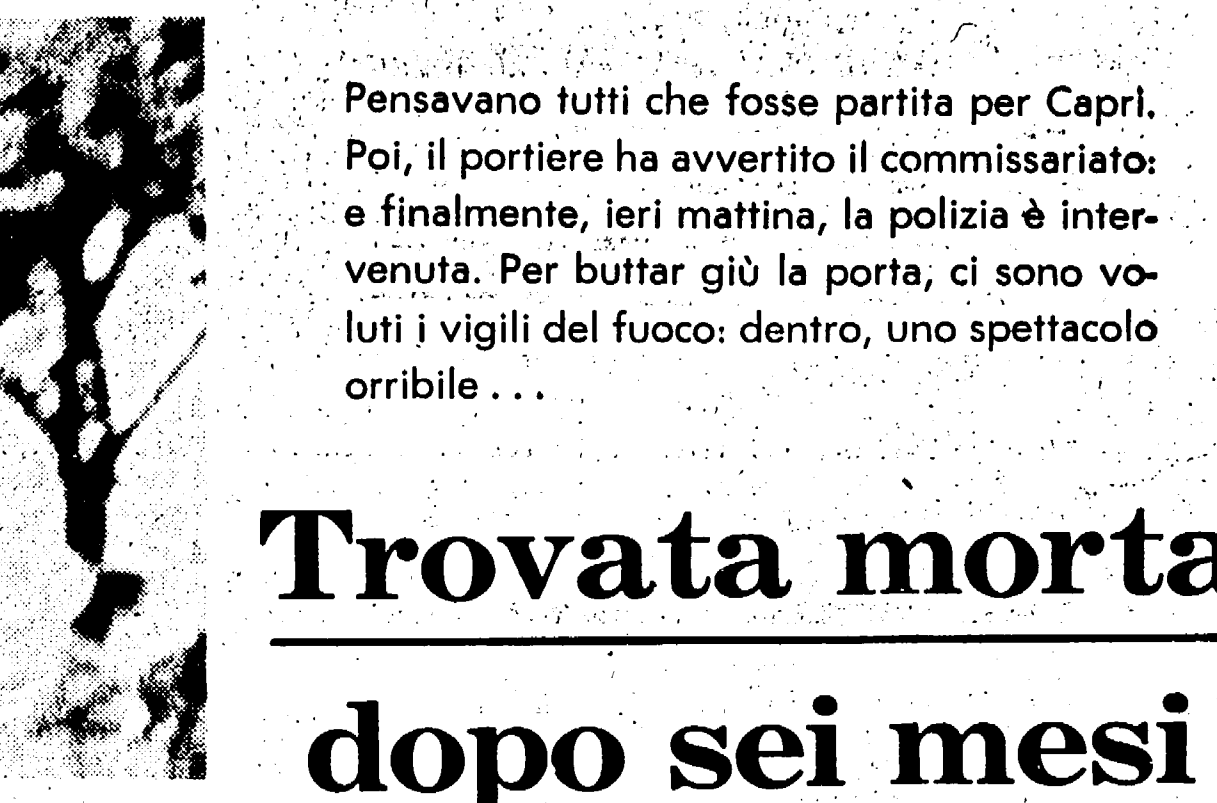 Pensavano tutti che fosse partita per Capri.
Poi, il portiere ha avvertito il commissariato:
e finalmente, ieri mattina, la polizia è inter-
venuta. Per buttar giù la porta, ci sono vo-
luti i vigili del fuoco: dentro, uno spettacolo
orribile . . .
Trovata morta
dopo sei mesi